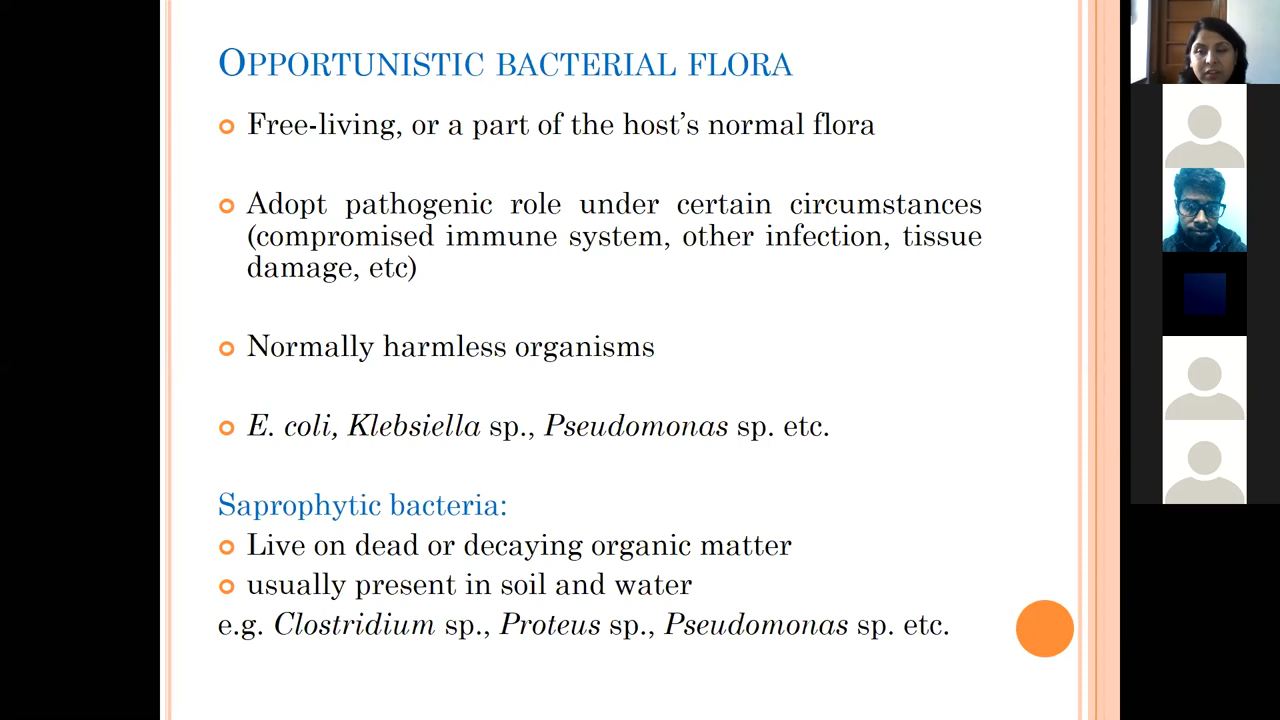 OPPORTUNISTIC BACTERIAL FLORA
Free-living, or a part of the host's normal flora
Adopt pathogenic role under certain circumstances
(compromised immune system, other infection, tissue
damage, etc)
Normally harmless organisms
E. coli, Klebsiella sp., Pseudomonas sp. etc.
Saprophytic bacteria:
Live on dead or decaying organic matter
usually present in soil and water
e.g. Clostridium sp., Proteus sp., Pseudomonas sp. etc.